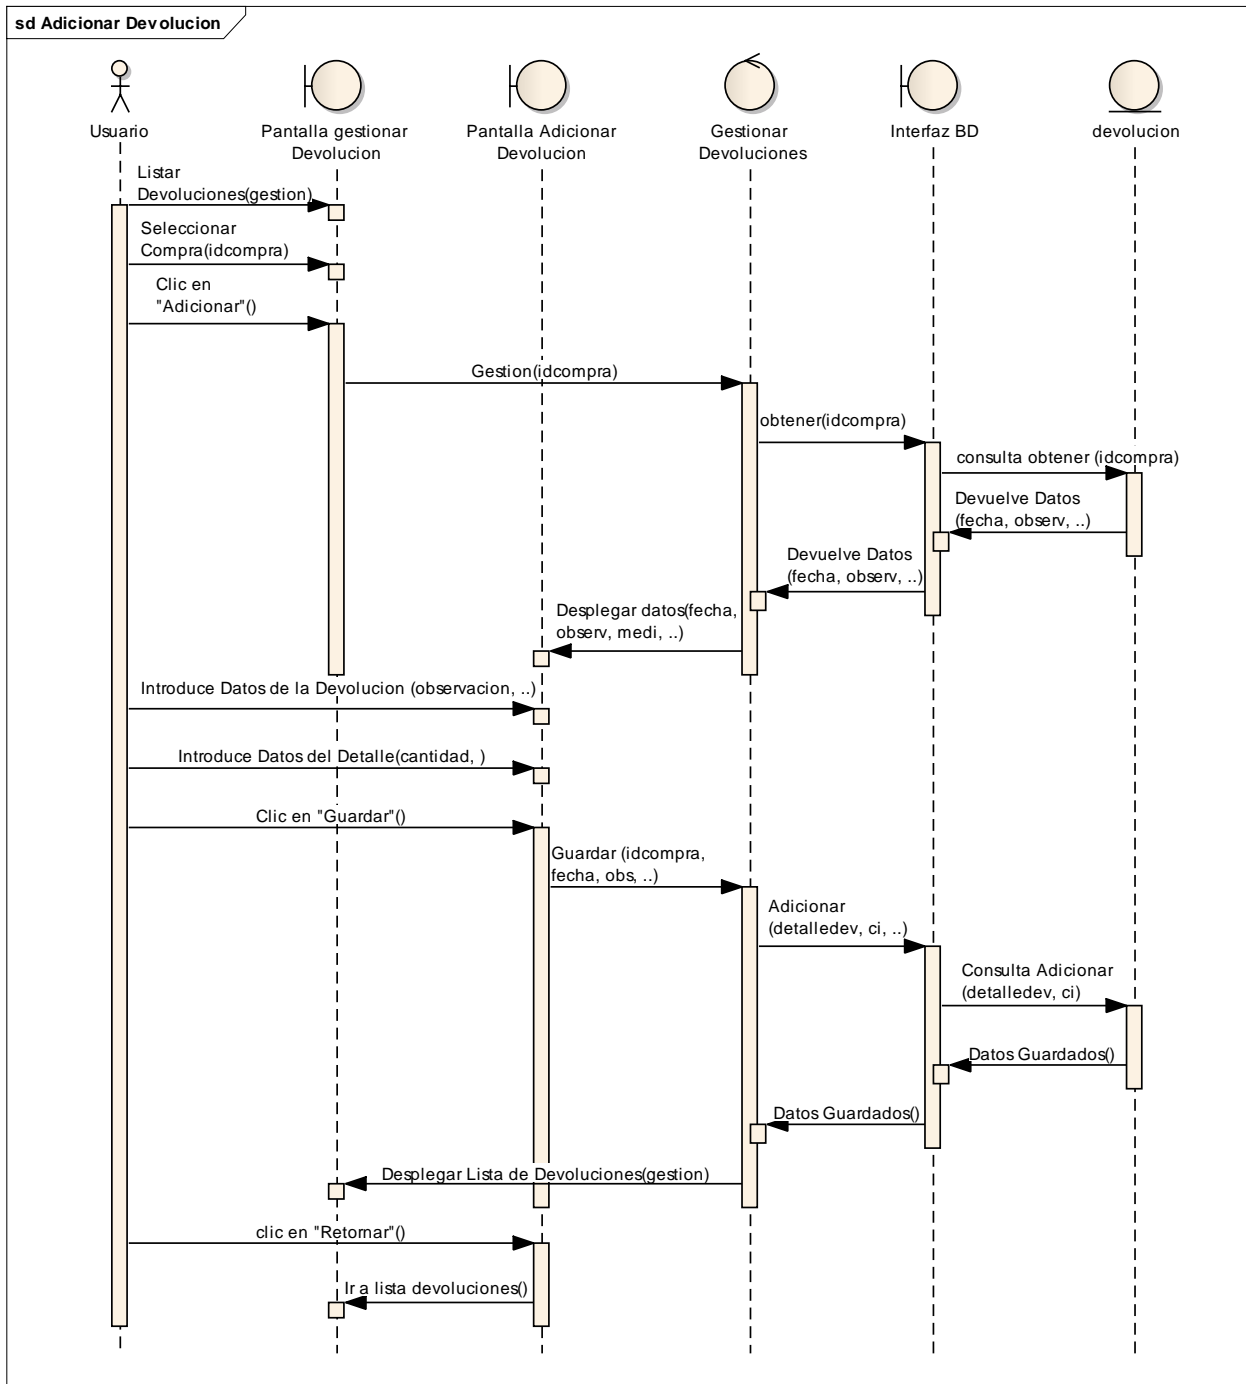 sd Adicionar Devolucion
Usuario
Pantalla gestionar
Devolucion
Pantalla Adicionar
Devolucion
Gestionar
Devoluciones
Interfaz BD
devolucion
Listar
Devoluciones(gestion)
Seleccionar
Compra(idcompra)
Clic en
"Adicionar"()
Gestion(idcompra)
obtener(idcompra)
consulta obtener (idcompra)
Devuelve Datos
(fecha, observ, ..)
Devuelve Datos
(fecha, observ, ..)
Desplegar datos(fecha,
observ, medi, ..)
Introduce Datos de la Devolucion (observacion, ..)
Introduce Datos del Detalle(cantidad, )
Clic en "Guardar"()
Guardar (idcompra,
fecha, obs, ..)
Adicionar
(detalledev, ci, ..)
Consulta Adicionar
(detalledev, ci)
Datos Guardados()
Datos Guardados()
Desplegar Lista de Devoluciones(gestion)
clic en "Retornar"()
Ir a lista devoluciones()